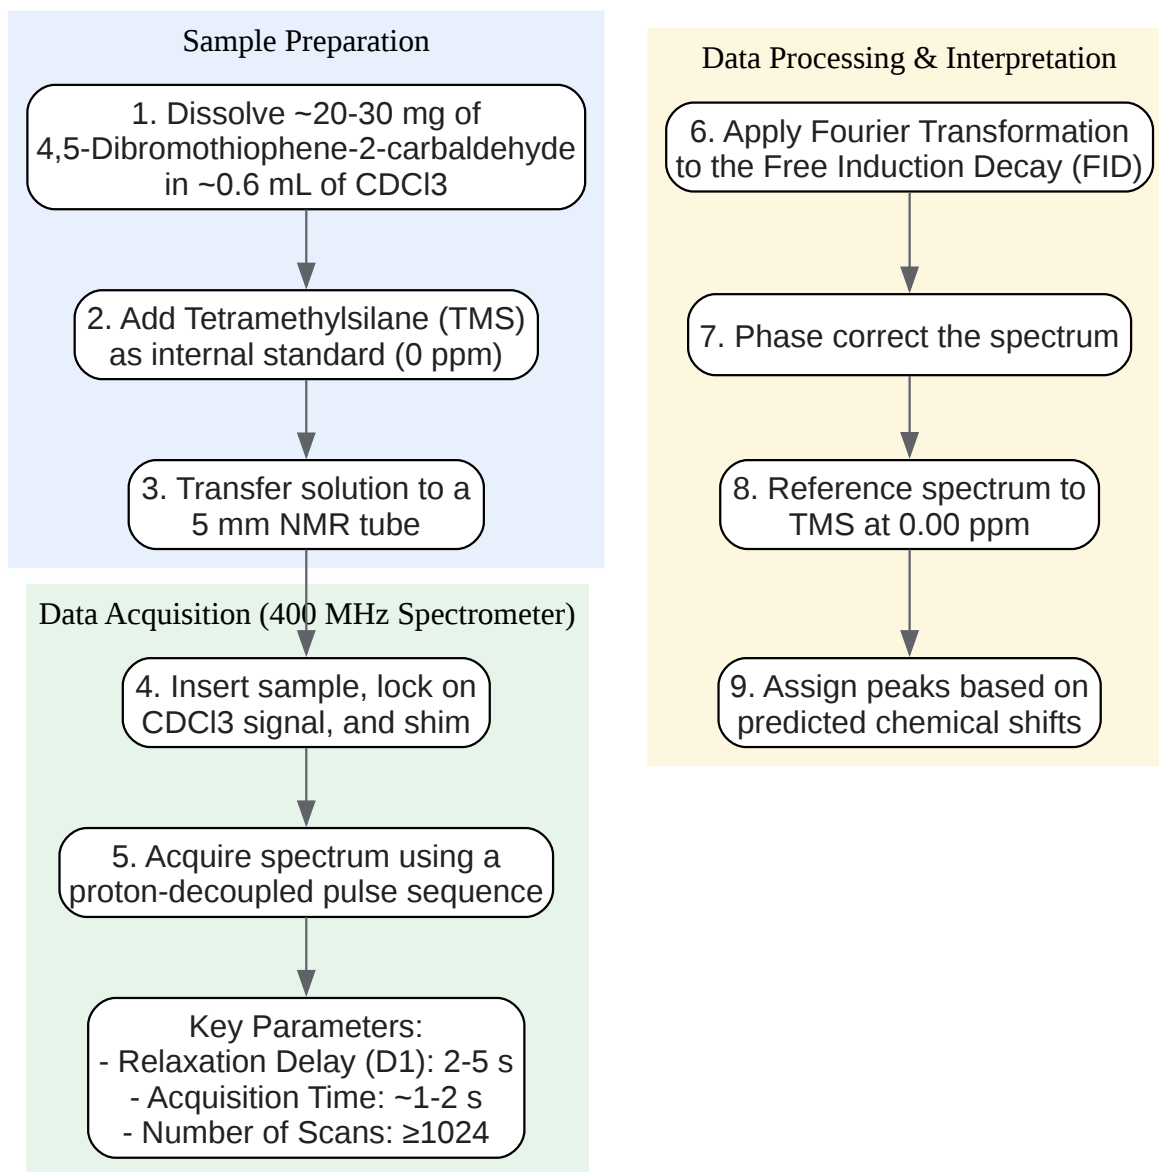 Sample Preparation
1. Dissolve ~20-30 mg of
4,5-Dibromothiophene-2-carbaldehyde
in ~0.6 mL of CDCl3
2. Add Tetramethylsilane (TMS)
as internal standard (0 ppm)
3. Transfer solution to a
5 mm NMR tube
Data Acquisition (400 MHz Spectrometer)
4. Insert sample, lock on
CDCl3 signal, and shim
5. Acquire spectrum using a
proton-decoupled pulse sequence
Key Parameters:
- Relaxation Delay (D1): 2-5 s
- Acquisition Time: ~1-2 s
- Number of Scans: ≥1024
Data Processing & Interpretation
6. Apply Fourier Transformation
to the Free Induction Decay (FID)
7. Phase correct the spectrum
8. Reference spectrum to
TMS at 0.00 ppm
9. Assign peaks based on
predicted chemical shifts